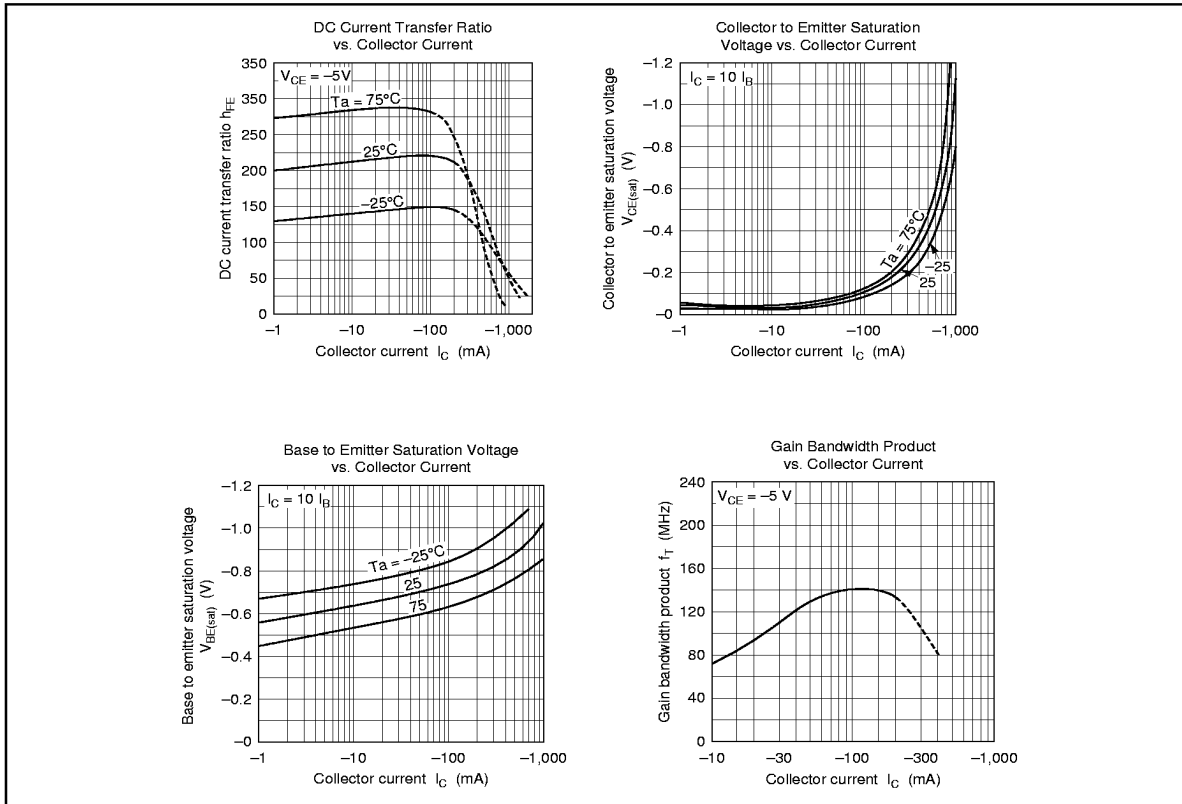 DC Current Transfer Ratio
vs. Collector Current
350
300
250
200
150
100
50
0
V_CE = –5V
Ta = 75°C
25°C
–25°C
DC current transfer ratio h_FE
–1
–10
–100
–1,000
Collector current I_C (mA)
Collector to Emitter Saturation
Voltage vs. Collector Current
–1.2
–1.0
–0.8
–0.6
–0.4
–0.2
–0
I_C = 10 I_B
Ta = 75°C
–25
25
Collector to emitter saturation voltage
V_CE(sat) (V)
–1
–10
–100
–1,000
Collector current I_C (mA)
Base to Emitter Saturation Voltage
vs. Collector Current
–1.2
–1.0
–0.8
–0.6
–0.4
–0.2
–0
I_C = 10 I_B
Ta = –25°C
25
75
Base to emitter saturation voltage
V_BE(sat) (V)
–1
–10
–100
–1,000
Collector current I_C (mA)
Gain Bandwidth Product
vs. Collector Current
240
200
160
120
80
40
0
V_CE = –5 V
Gain bandwidth product f_T (MHz)
–10
–30
–100
–300
–1,000
Collector current I_C (mA)